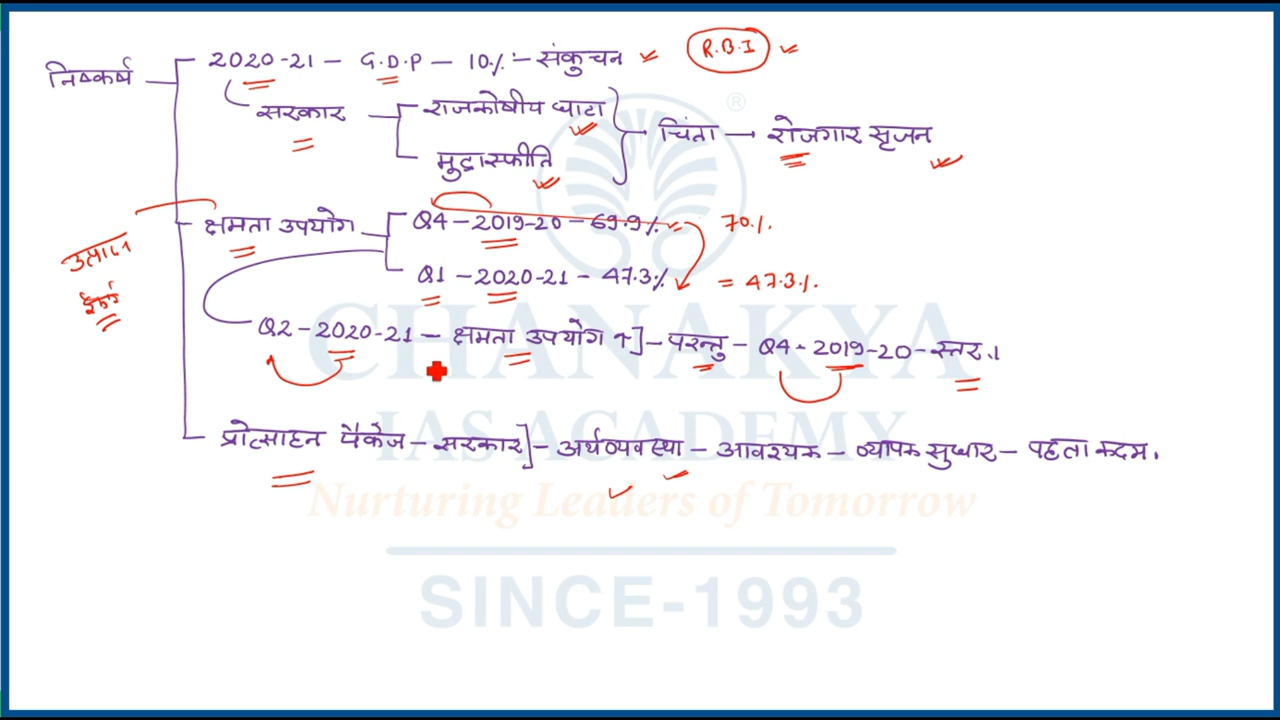 2020-21 – G.D.P – 10% :– संकुचन R.B.I
निष्कर्ष
सरकार राजकोषीय घाटा
चिंता → रोजगार सृजन
मुद्रास्फीति
क्षमता उपयोग Q4 – 2019-20 – 69.9% 70%
उत्पादन
Q1 – 2020-21 – 47.3% = 47.3%
Q2 – 2020-21 – क्षमता उपयोग ↑] – परन्तु – Q4 - 2019-20 – स्तर।
प्रोत्साहन पैकेज – सरकार] – अर्थव्यवस्था – आवश्यक – व्यापक सुधार – पहला कदम।
CHANAKYA
IAS ACADEMY
Nurturing Leaders of Tomorrow
SINCE-1993
®